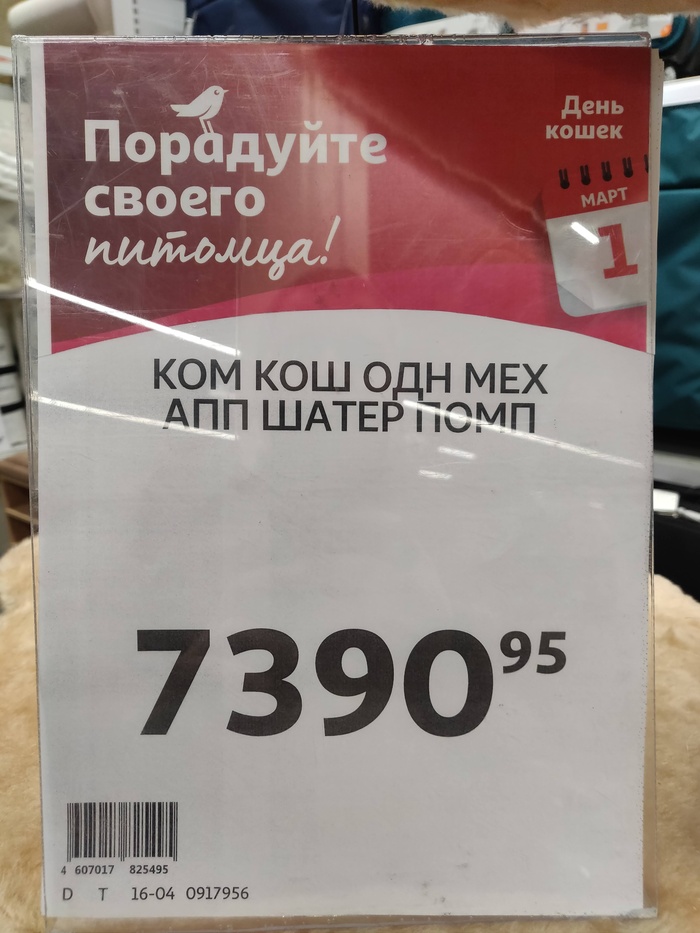 Порадуйте
своего
питомца!
День
кошек
МАРТ
1
КОМ КОШ ОДН МЕХ
АПП ШАТЕР ПОМП
7390 95
4 607017 825495
D T 16-04 0917956